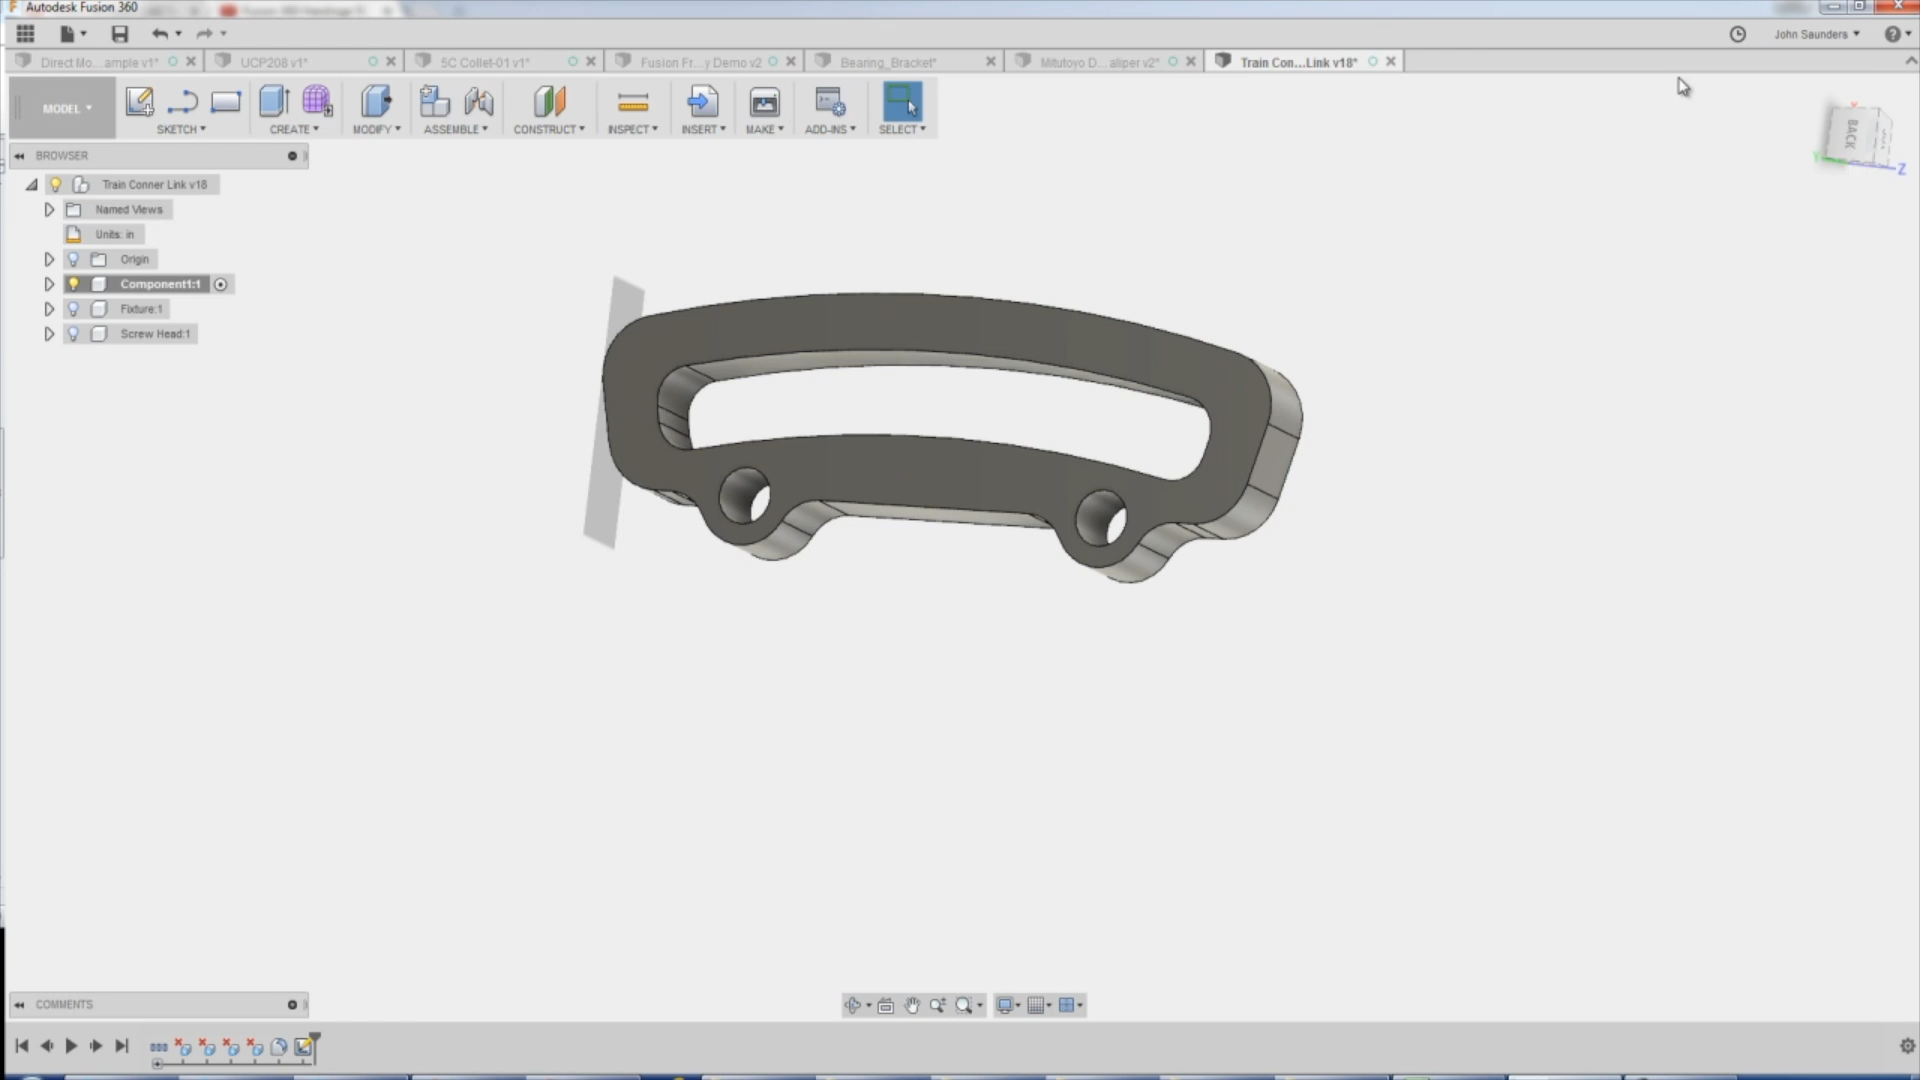 Autodesk Fusion 360
John Saunders
Direct Mo...ample v1*
UCP208 v1*
5C Collet-01 v1*
Fusion Fr...y Demo v2
Bearing_Bracket*
Mitutoyo D...aliper v2*
Train Con...Link v18*
MODEL
SKETCH
CREATE
MODIFY
ASSEMBLE
CONSTRUCT
INSPECT
INSERT
MAKE
ADD-INS
SELECT
BACK
Y
Z
BROWSER
Train Conner Link v18
Named Views
Units: in
Origin
Component1:1
Fixture:1
Screw Head:1
COMMENTS